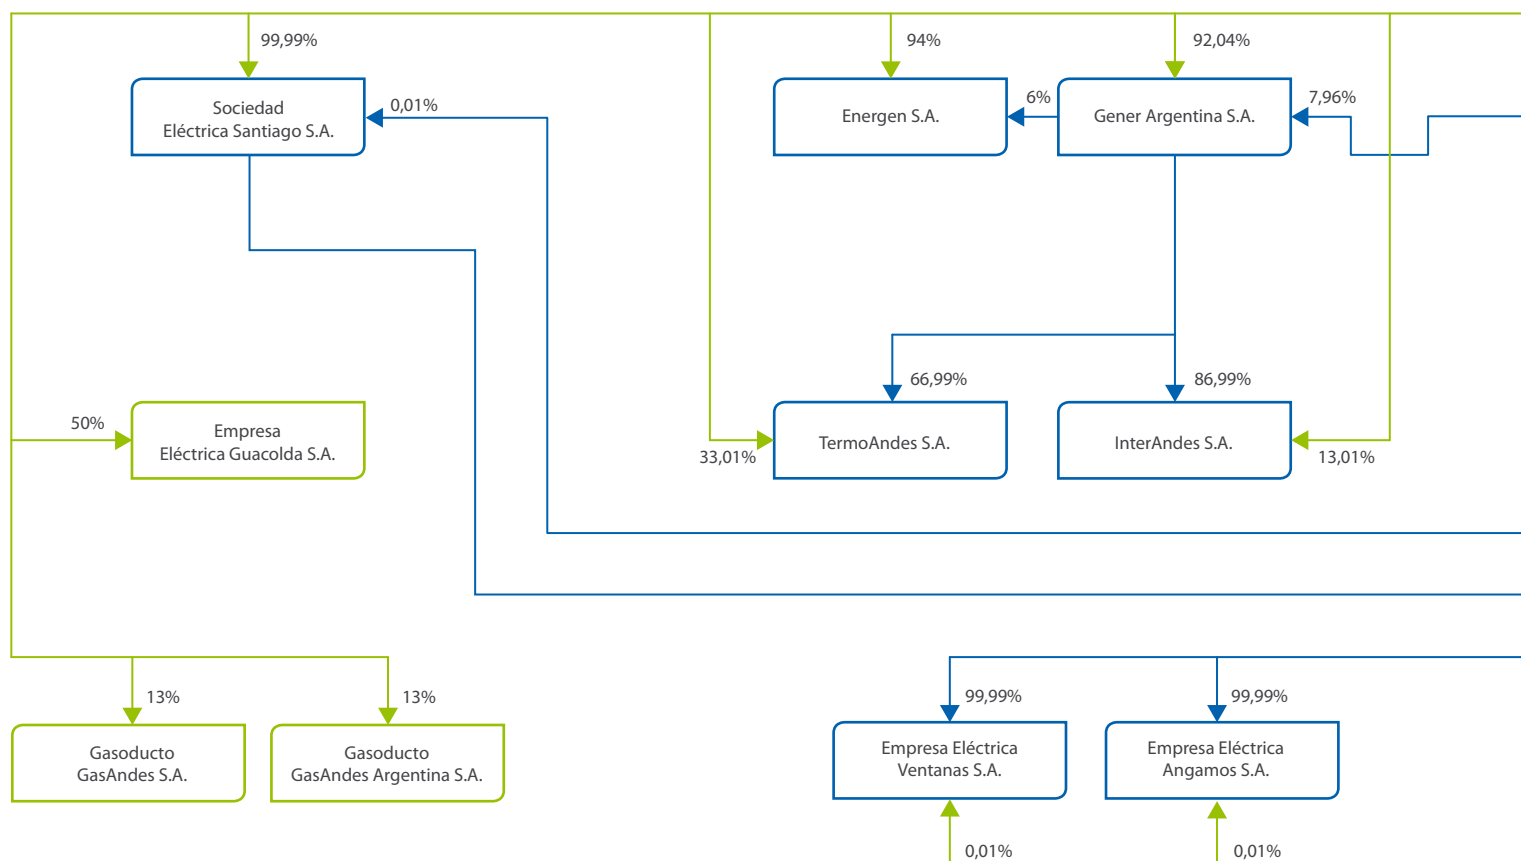 99,99%
94%
92,04%
Sociedad
Eléctrica Santiago S.A.
0,01%
Energen S.A.
6%
Gener Argentina S.A.
7,96%
66,99%
86,99%
50%
Empresa
Eléctrica Guacolda S.A.
33,01%
TermoAndes S.A.
InterAndes S.A.
13,01%
13%
13%
99,99%
99,99%
Gasoducto
GasAndes S.A.
Gasoducto
GasAndes Argentina S.A.
Empresa Eléctrica
Ventanas S.A.
Empresa Eléctrica
Angamos S.A.
0,01%
0,01%